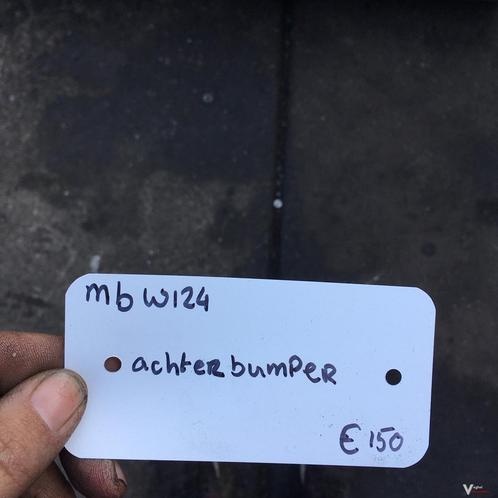 mb W124
achterbumper
€150